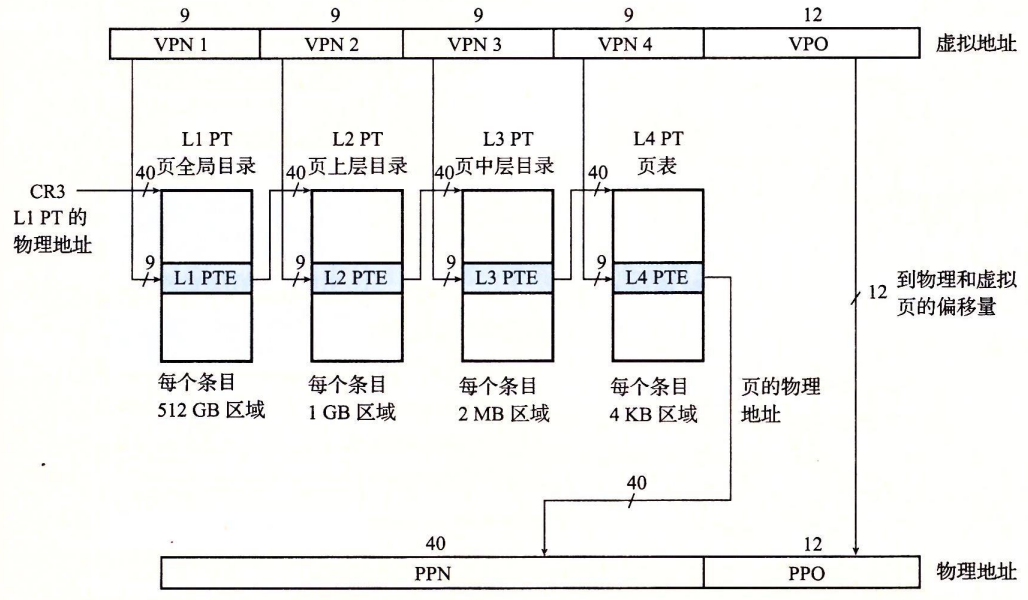 9 9 9 9 12
VPN 1 VPN 2 VPN 3 VPN 4 VPO 虚拟地址
L1 PT
页全局目录
L2 PT
页上层目录
L3 PT
页中层目录
L4 PT
页表
40 40 40 40
CR3
L1 PT 的
物理地址
9 L1 PTE 9 L2 PTE 9 L3 PTE 9 L4 PTE
12
到物理和虚拟
页的偏移量
每个条目
512 GB 区域
每个条目
1 GB 区域
每个条目
2 MB 区域
每个条目
4 KB 区域
页的物理
地址
40
40 12
PPN PPO 物理地址